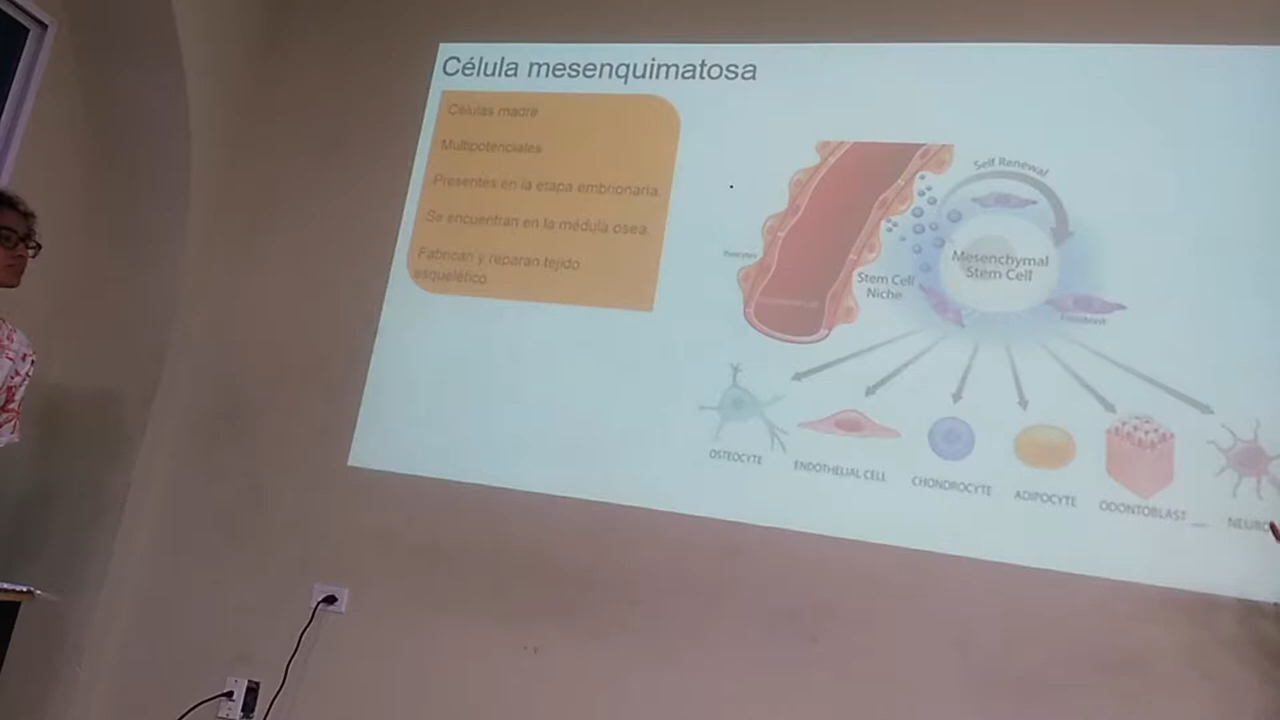 Célula mesenquimatosa
Células madre
Multipotenciales
Presentes en la etapa embrionaria.
Se encuentran en la médula ósea.
Fabrican y reparan tejido
esquelético
Self Renewal
Mesenchymal
Stem Cell
Stem Cell
Niche
OSTEOCYTE
ENDOTHELIAL CELL
CHONDROCYTE
ADIPOCYTE
ODONTOBLAST
NEURO